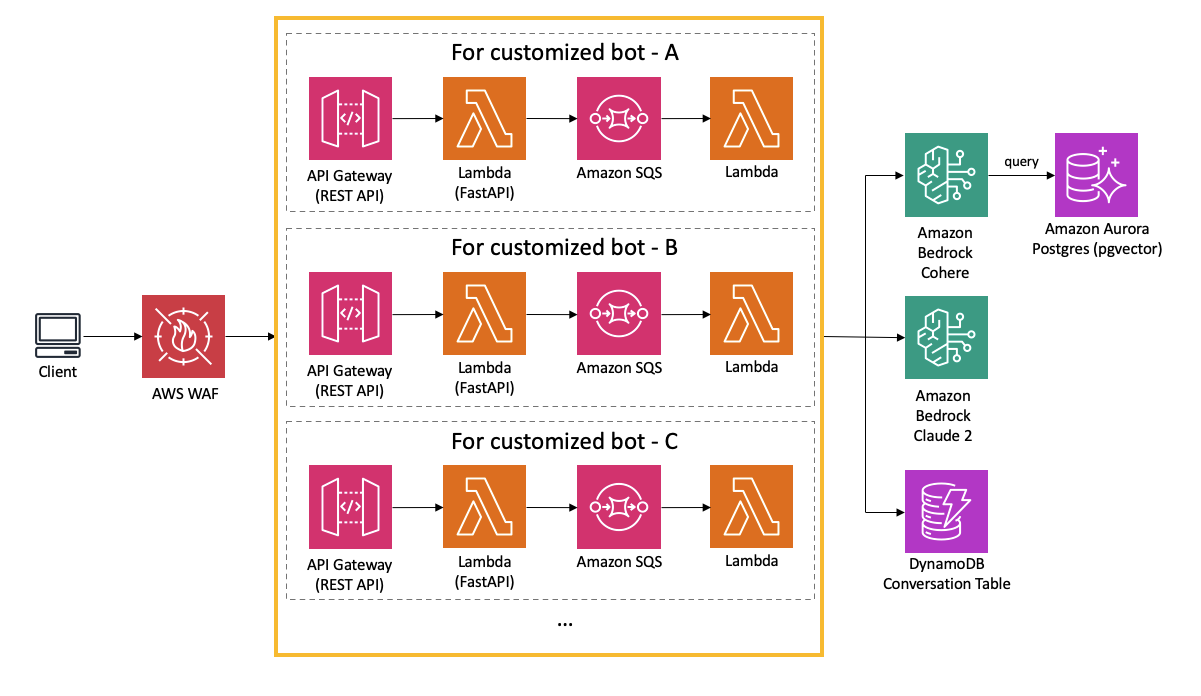 For customized bot - A
API Gateway
(REST API)
Lambda
(FastAPI)
Amazon SQS
Lambda
For customized bot - B
API Gateway
(REST API)
Lambda
(FastAPI)
Amazon SQS
Lambda
For customized bot - C
API Gateway
(REST API)
Lambda
(FastAPI)
Amazon SQS
Lambda
...
Client
AWS WAF
Amazon
Bedrock
Cohere
query
Amazon Aurora
Postgres (pgvector)
Amazon
Bedrock
Claude 2
DynamoDB
Conversation Table